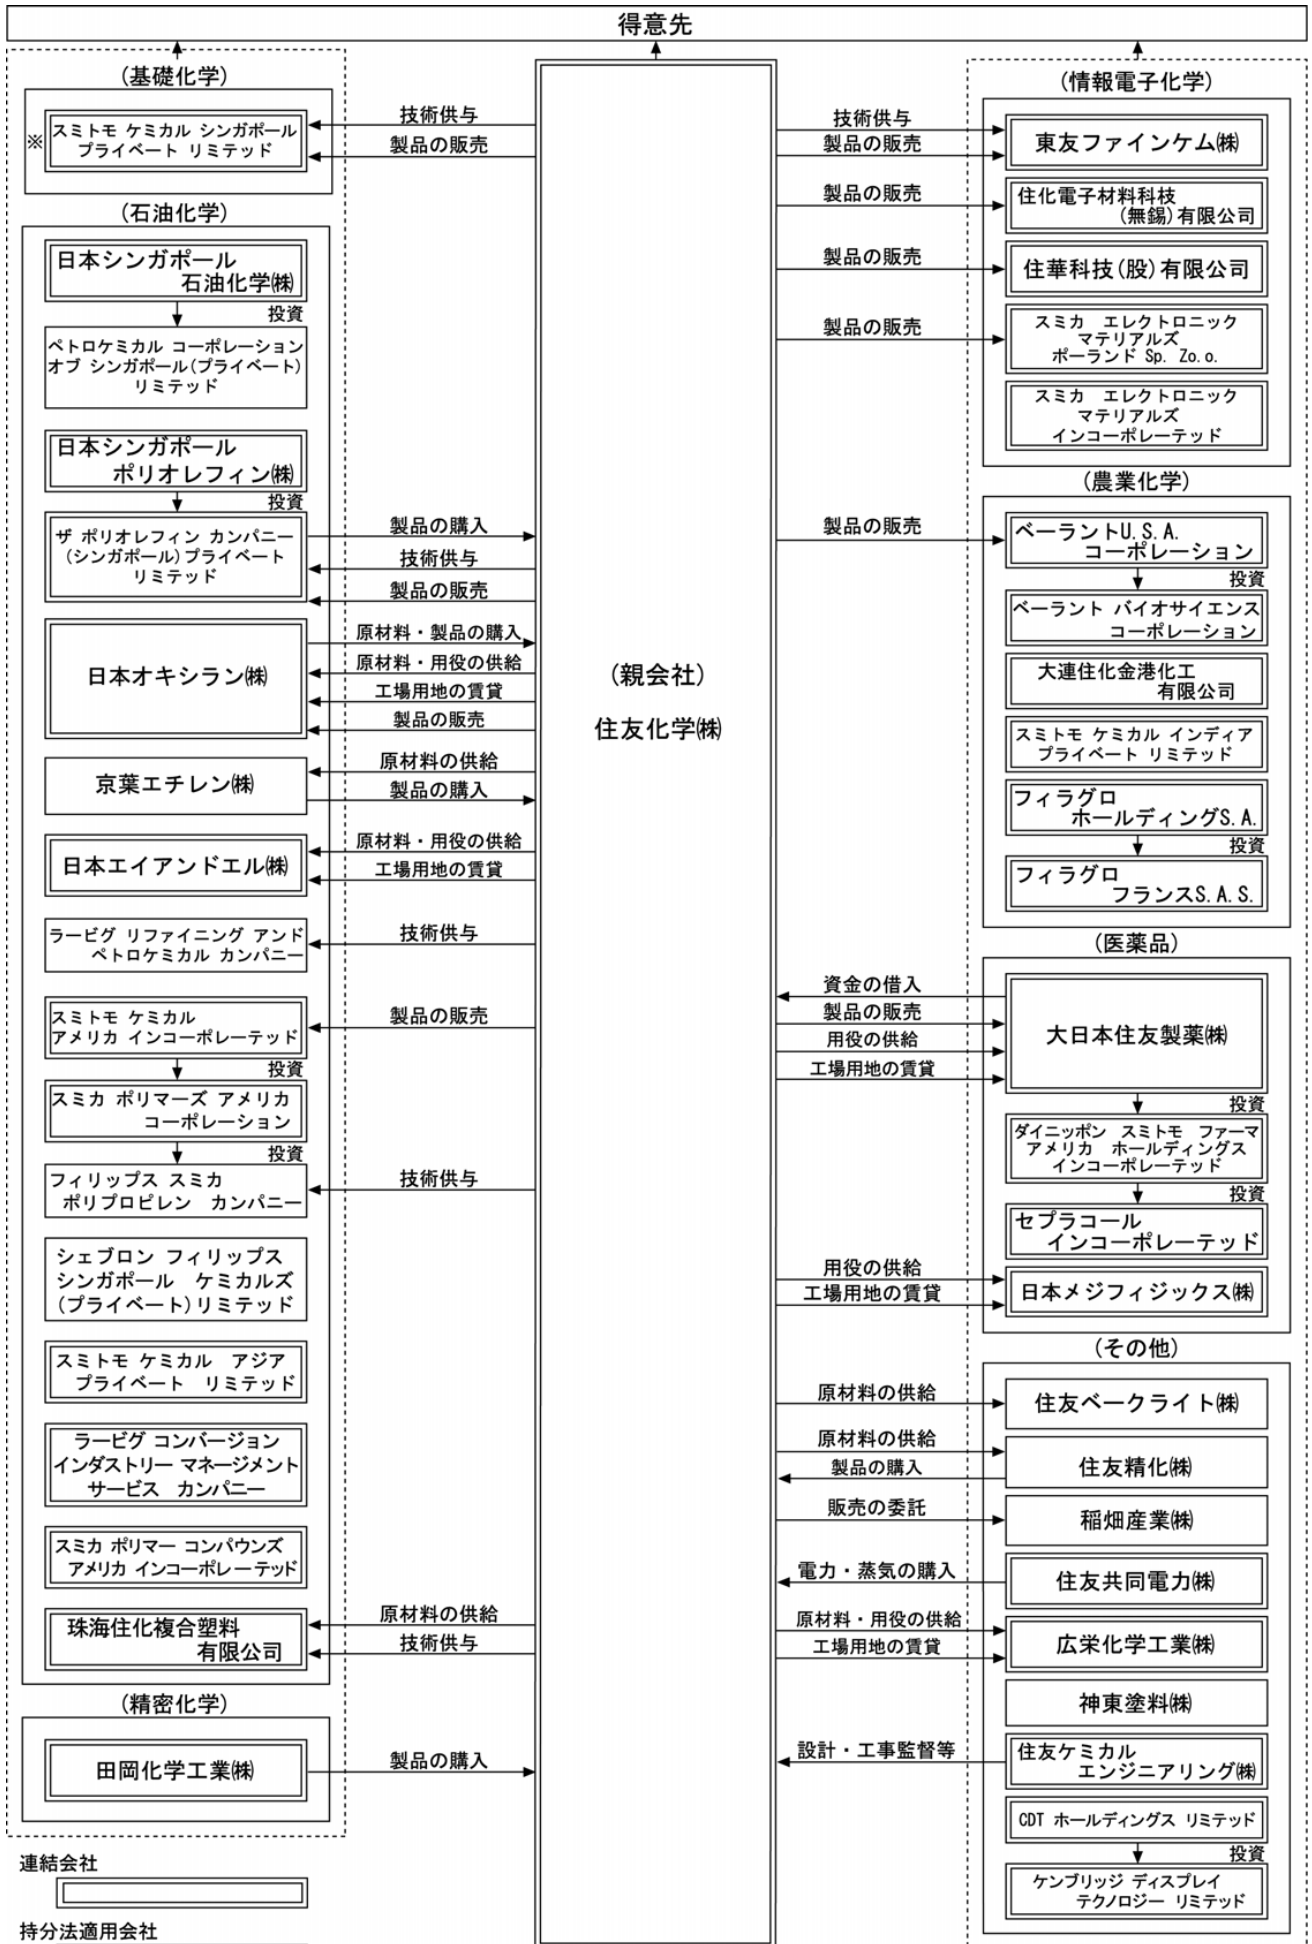 得意先
(基礎化学)
※
スミトモ ケミカル シンガポール
プライベート リミテッド
技術供与
製品の販売
(石油化学)
日本シンガポール
石油化学㈱
投資
ペトロケミカル コーポレーション
オブ シンガポール(プライベート)
リミテッド
日本シンガポール
ポリオレフィン㈱
投資
ザ ポリオレフィン カンパニー
(シンガポール)プライベート
リミテッド
製品の購入
技術供与
製品の販売
日本オキシラン㈱
原材料・製品の購入
原材料・用役の供給
工場用地の賃貸
製品の販売
京葉エチレン㈱
原材料の供給
製品の購入
日本エイアンドエル㈱
原材料・用役の供給
工場用地の賃貸
ラービグ リファイニング アンド
ペトロケミカル カンパニー
技術供与
スミトモ ケミカル
アメリカ インコーポレーテッド
製品の販売
投資
スミカ ポリマーズ アメリカ
コーポレーション
投資
フィリップス スミカ
ポリプロピレン カンパニー
技術供与
シェブロン フィリップス
シンガポール ケミカルズ
(プライベート)リミテッド
スミトモ ケミカル アジア
プライベート リミテッド
ラービグ コンバージョン
インダストリー マネージメント
サービス カンパニー
スミカ ポリマー コンパウンズ
アメリカ インコーポレーテッド
珠海住化複合塑料
有限公司
原材料の供給
技術供与
(精密化学)
田岡化学工業㈱
製品の購入
連結会社
持分法適用会社
(親会社)
住友化学㈱
(情報電子化学)
技術供与
製品の販売
東友ファインケム㈱
製品の販売
住化電子材料科技
(無錫)有限公司
製品の販売
住華科技(股)有限公司
製品の販売
スミカ エレクトロニック
マテリアルズ
ポーランド Sp. Zo.o.
スミカ エレクトロニック
マテリアルズ
インコーポレーテッド
(農業化学)
製品の販売
ベーラントU.S.A.
コーポレーション
投資
ベーラント バイオサイエンス
コーポレーション
大連住化金港化工
有限公司
スミトモ ケミカル インディア
プライベート リミテッド
フィラグロ
ホールディングS.A.
投資
フィラグロ
フランスS.A.S.
(医薬品)
資金の借入
製品の販売
用役の供給
工場用地の賃貸
大日本住友製薬㈱
投資
ダイニッポン スミトモ ファーマ
アメリカ ホールディングス
インコーポレーテッド
投資
セプラコール
インコーポレーテッド
用役の供給
工場用地の賃貸
日本メジフィジックス㈱
(その他)
原材料の供給
住友ベークライト㈱
原材料の供給
製品の購入
住友精化㈱
販売の委託
稲畑産業㈱
電力・蒸気の購入
住友共同電力㈱
原材料・用役の供給
工場用地の賃貸
広栄化学工業㈱
神東塗料㈱
設計・工事監督等
住友ケミカル
エンジニアリング㈱
CDT ホールディングス リミテッド
投資
ケンブリッジ ディスプレイ
テクノロジー リミテッド